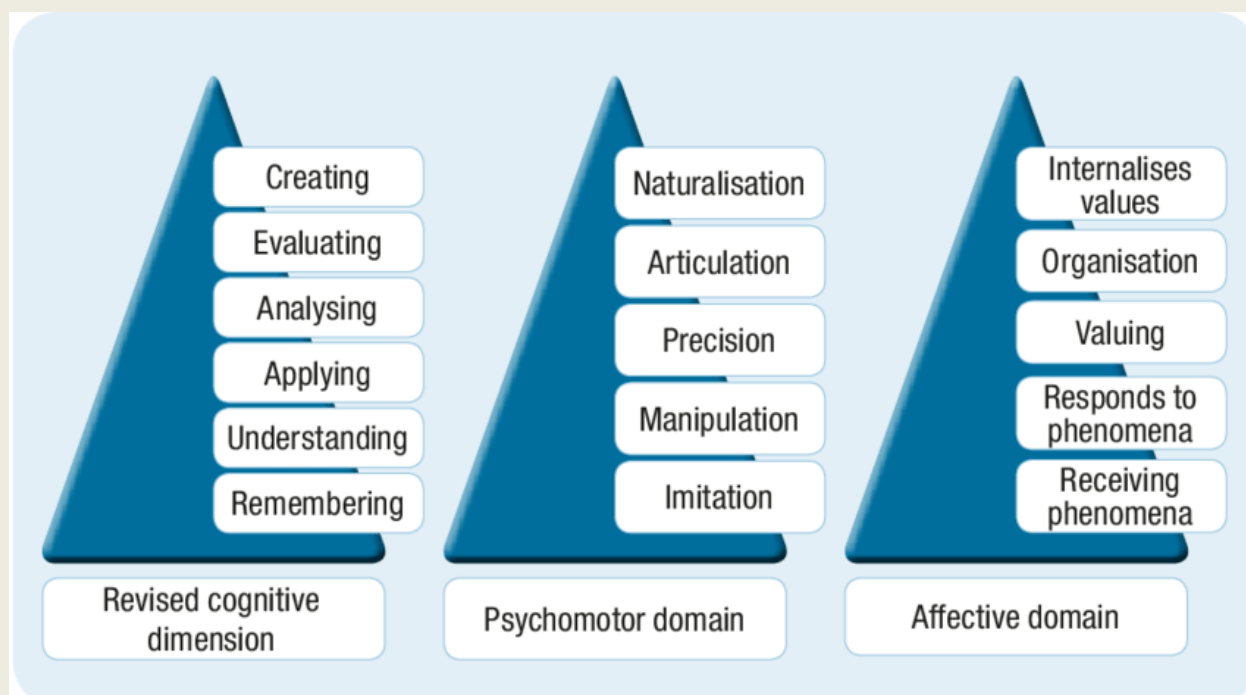 Creating
Evaluating
Analysing
Applying
Understanding
Remembering
Revised cognitive
dimension
Naturalisation
Articulation
Precision
Manipulation
Imitation
Psychomotor domain
Internalises
values
Organisation
Valuing
Responds to
phenomena
Receiving
phenomena
Affective domain